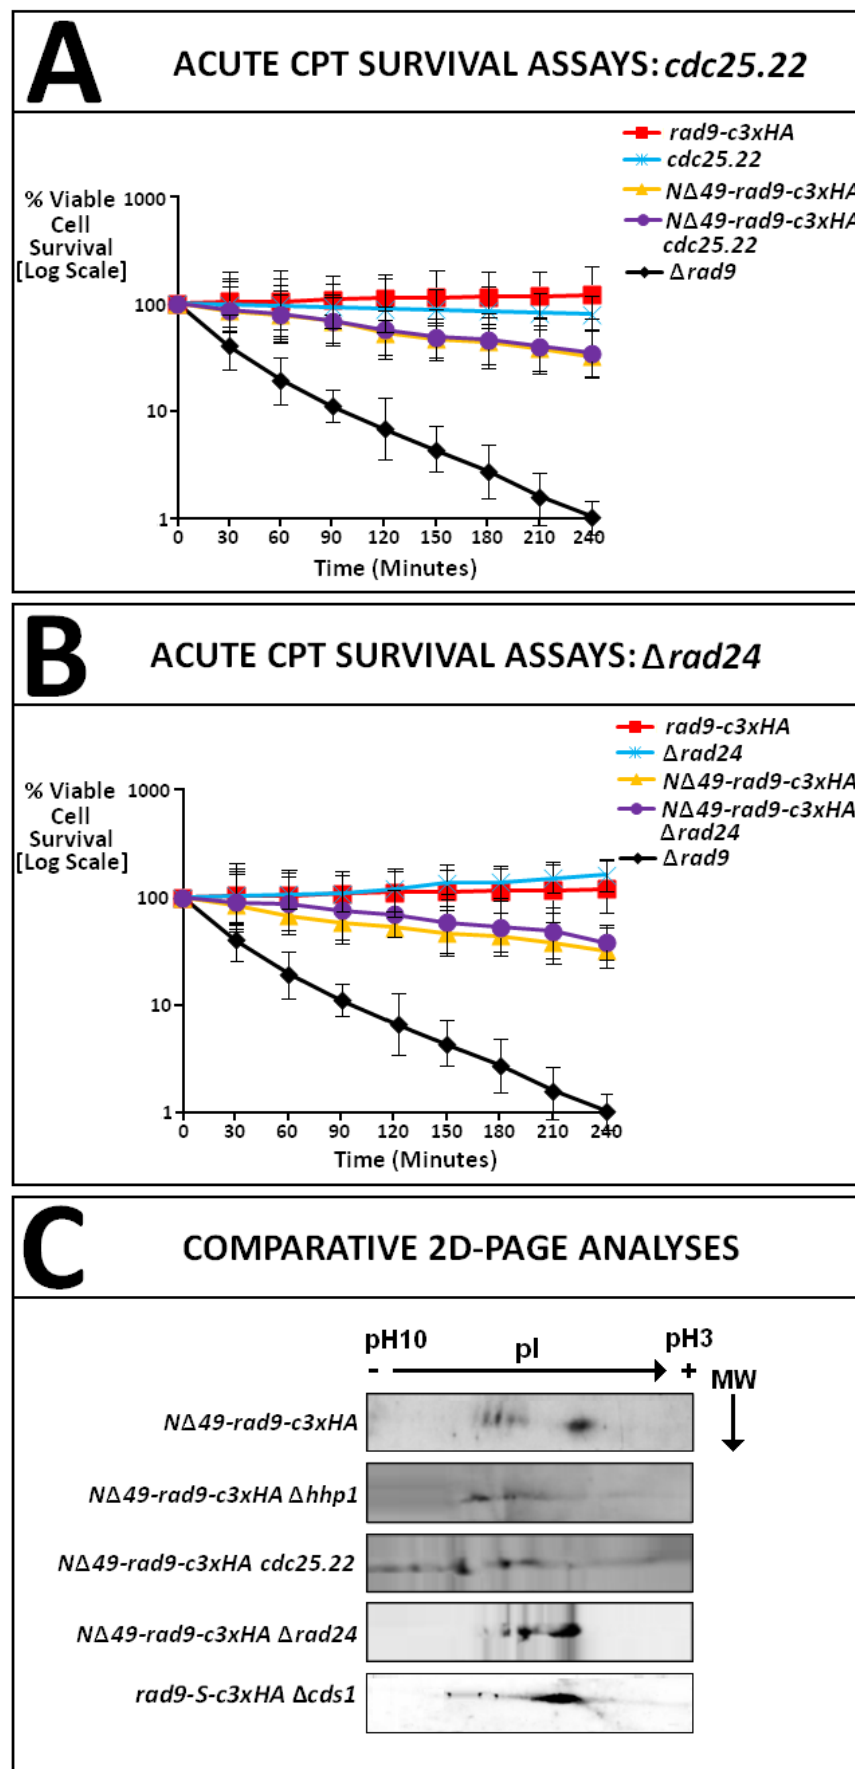 A
ACUTE CPT SURVIVAL ASSAYS: cdc25.22
rad9-c3xHA
cdc25.22
NΔ49-rad9-c3xHA
NΔ49-rad9-c3xHA
cdc25.22
Δrad9
% Viable
Cell
Survival
[Log Scale]
1000
100
10
1
0 30 60 90 120 150 180 210 240
Time (Minutes)
B
ACUTE CPT SURVIVAL ASSAYS: Δrad24
rad9-c3xHA
Δrad24
NΔ49-rad9-c3xHA
NΔ49-rad9-c3xHA
Δrad24
Δrad9
% Viable
Cell
Survival
[Log Scale]
1000
100
10
1
0 30 60 90 120 150 180 210 240
Time (Minutes)
C
COMPARATIVE 2D-PAGE ANALYSES
pH10 pI pH3
- +
MW
NΔ49-rad9-c3xHA
NΔ49-rad9-c3xHA Δhhp1
NΔ49-rad9-c3xHA cdc25.22
NΔ49-rad9-c3xHA Δrad24
rad9-S-c3xHA Δcds1